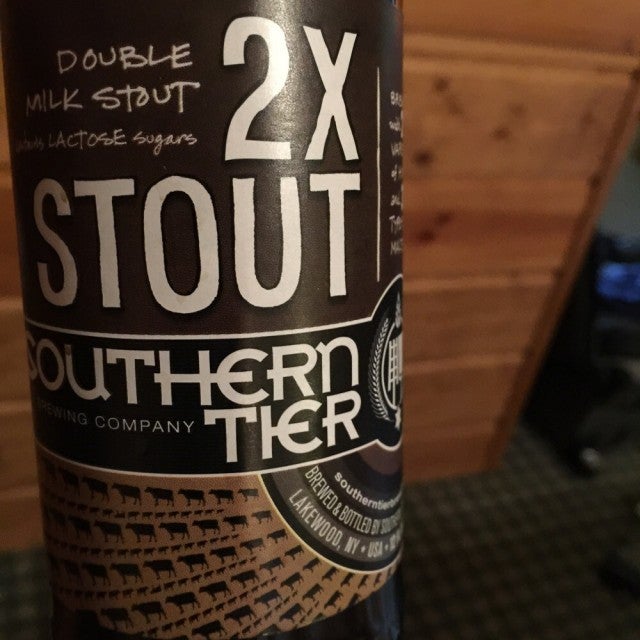 DOUBLE
MILK STOUT
LACTOSE sugars
2X
STOUT
SOUTHERN
TIER
BREWING COMPANY
BREWED & BOTTLED BY
LAKEWOOD, NY • USA